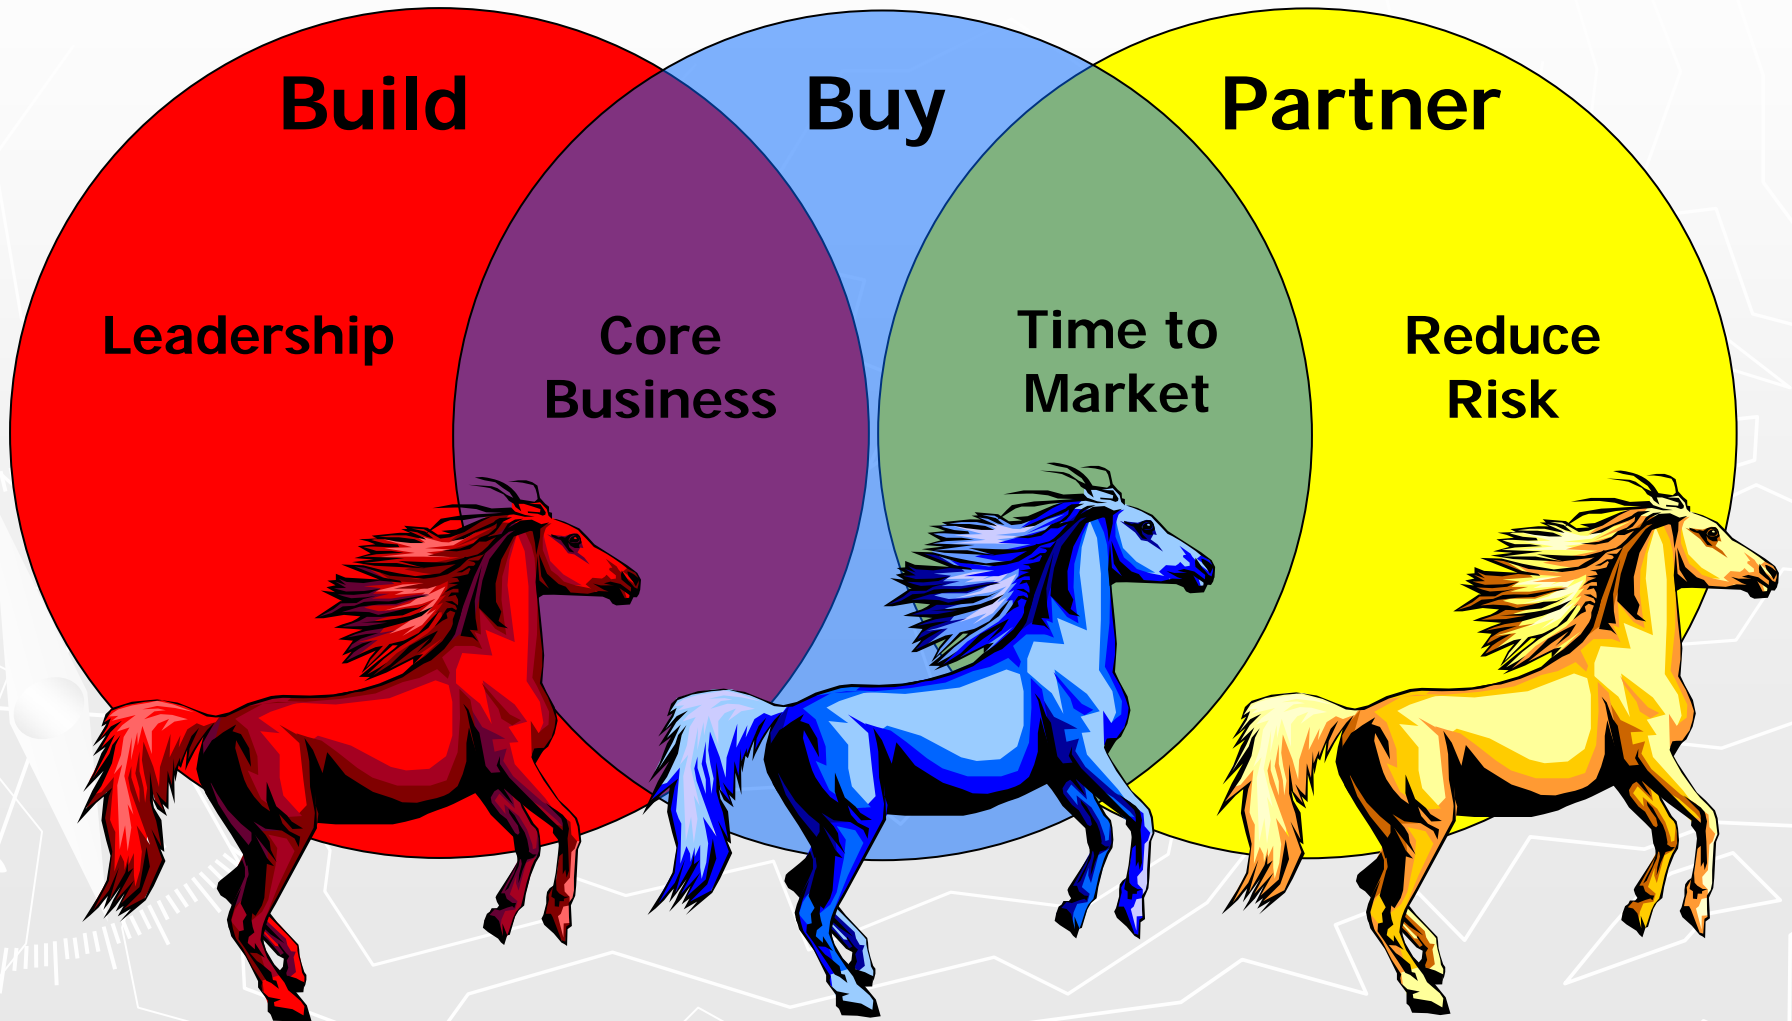 Build
Buy
Partner
Leadership
Core
Business
Time to
Market
Reduce
Risk